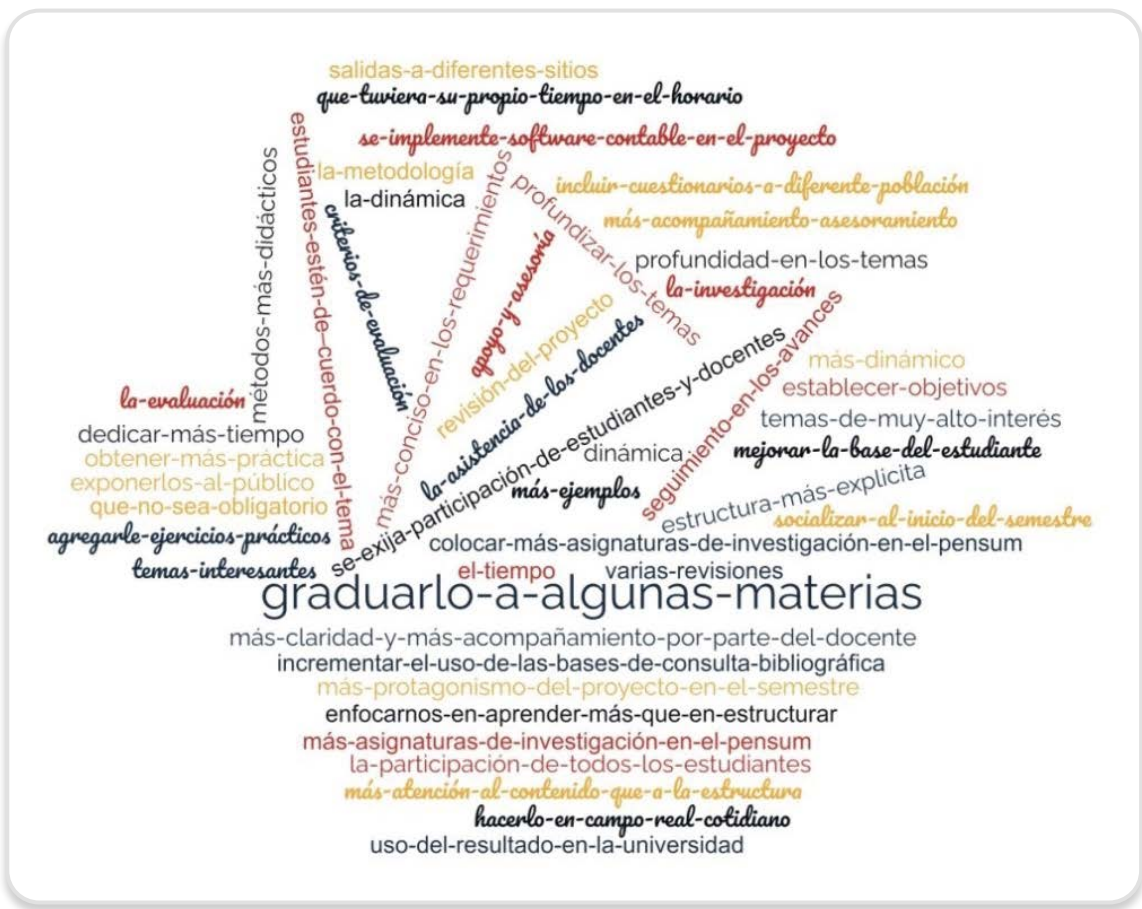 salidas-a-diferentes-sitios
que-tuviera-su-propio-tiempo-en-el-horario
se-implemente-software-contable-en-el-proyecto
estudiantes-estén-de-cuerdo-con-el-tema
métodos-más-didácticos
la-metodología
la-dinámica
criterios-de-evaluación
más-conciso-en-los-requerimientos
profundizar-los-temas
incluir-cuestionarios-a-diferente-población
más-acompañamiento-asesoramiento
apoyo-y-asesoría
profundidad-en-los-temas
la-investigación
revisión-del-proyecto
la-asistencia-de-los-docentes
se-exija-participación-de-estudiantes-y-docentes
seguimiento-en-los-avances
más-dinámico
establecer-objetivos
temas-de-muy-alto-interés
mejorar-la-base-del-estudiante
la-evaluación
dedicar-más-tiempo
obtener-más-práctica
exponerlos-al-público
que-no-sea-obligatorio
agregarle-ejercicios-prácticos
temas-interesantes
dinámica
más-ejemplos
estructura-más-explicita
socializar-al-inicio-del-semestre
colocar-más-asignaturas-de-investigación-en-el-pensum
el-tiempo
varias-revisiones
graduarlo-a-algunas-materias
más-claridad-y-más-acompañamiento-por-parte-del-docente
incrementar-el-uso-de-las-bases-de-consulta-bibliográfica
más-protagonismo-del-proyecto-en-el-semestre
enfocarnos-en-aprender-más-que-en-estructurar
más-asignaturas-de-investigación-en-el-pensum
la-participación-de-todos-los-estudiantes
más-atención-al-contenido-que-a-la-estructura
hacerlo-en-campo-real-cotidiano
uso-del-resultado-en-la-universidad